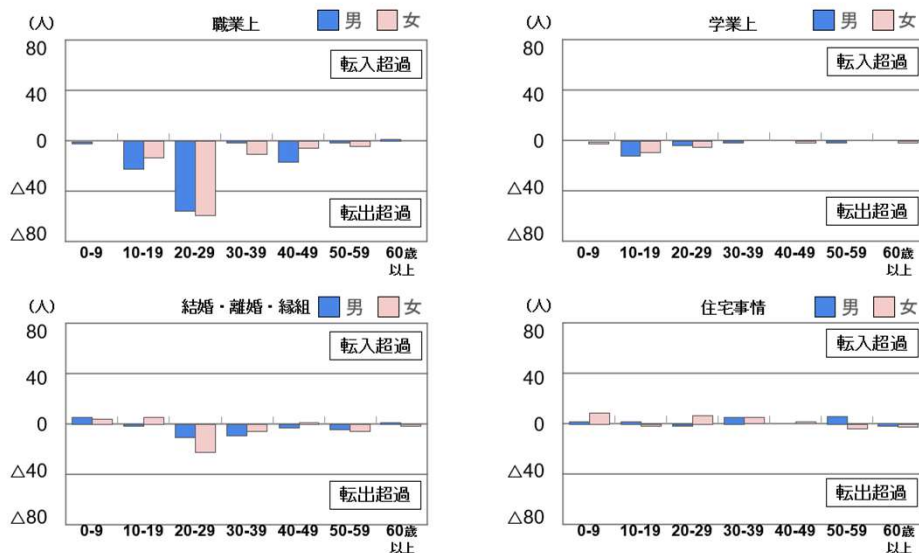 (人) 職業上 男 女
80
転入超過
40
0
△40
転出超過
△80
0-9 10-19 20-29 30-39 40-49 50-59 60歳
以上
(人) 学業上 男 女
80
転入超過
40
0
△40
転出超過
△80
0-9 10-19 20-29 30-39 40-49 50-59 60歳
以上
(人) 結婚・離婚・縁組 男 女
80
転入超過
40
0
△40
転出超過
△80
0-9 10-19 20-29 30-39 40-49 50-59 60歳
以上
(人) 住宅事情 男 女
80
転入超過
40
0
△40
転出超過
△80
0-9 10-19 20-29 30-39 40-49 50-59 60歳
以上